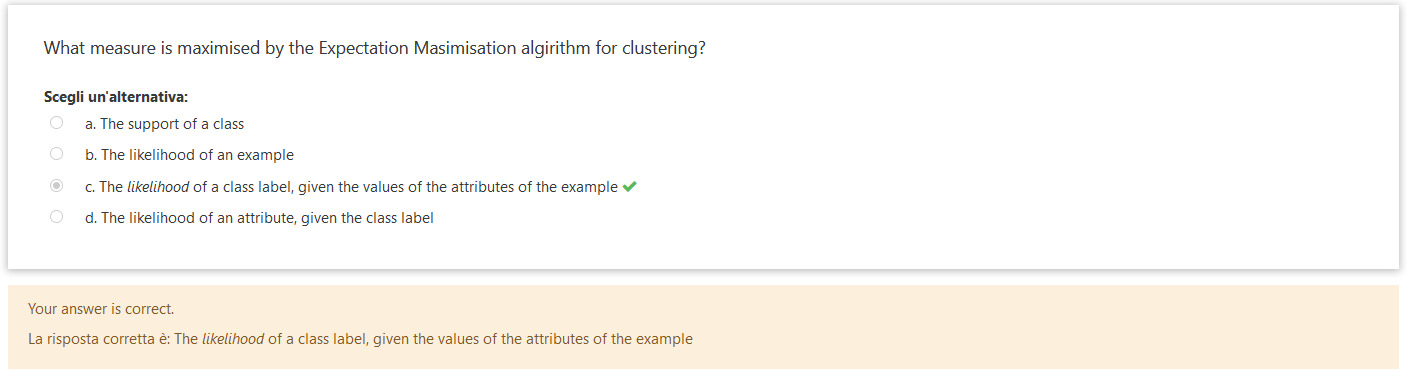 What measure is maximised by the Expectation Masimisation algirithm for clustering?
Scegli un'alternativa:
a. The support of a class
b. The likelihood of an example
c. The likelihood of a class label, given the values of the attributes of the example
d. The likelihood of an attribute, given the class label
Your answer is correct.
La risposta corretta è: The likelihood of a class label, given the values of the attributes of the example